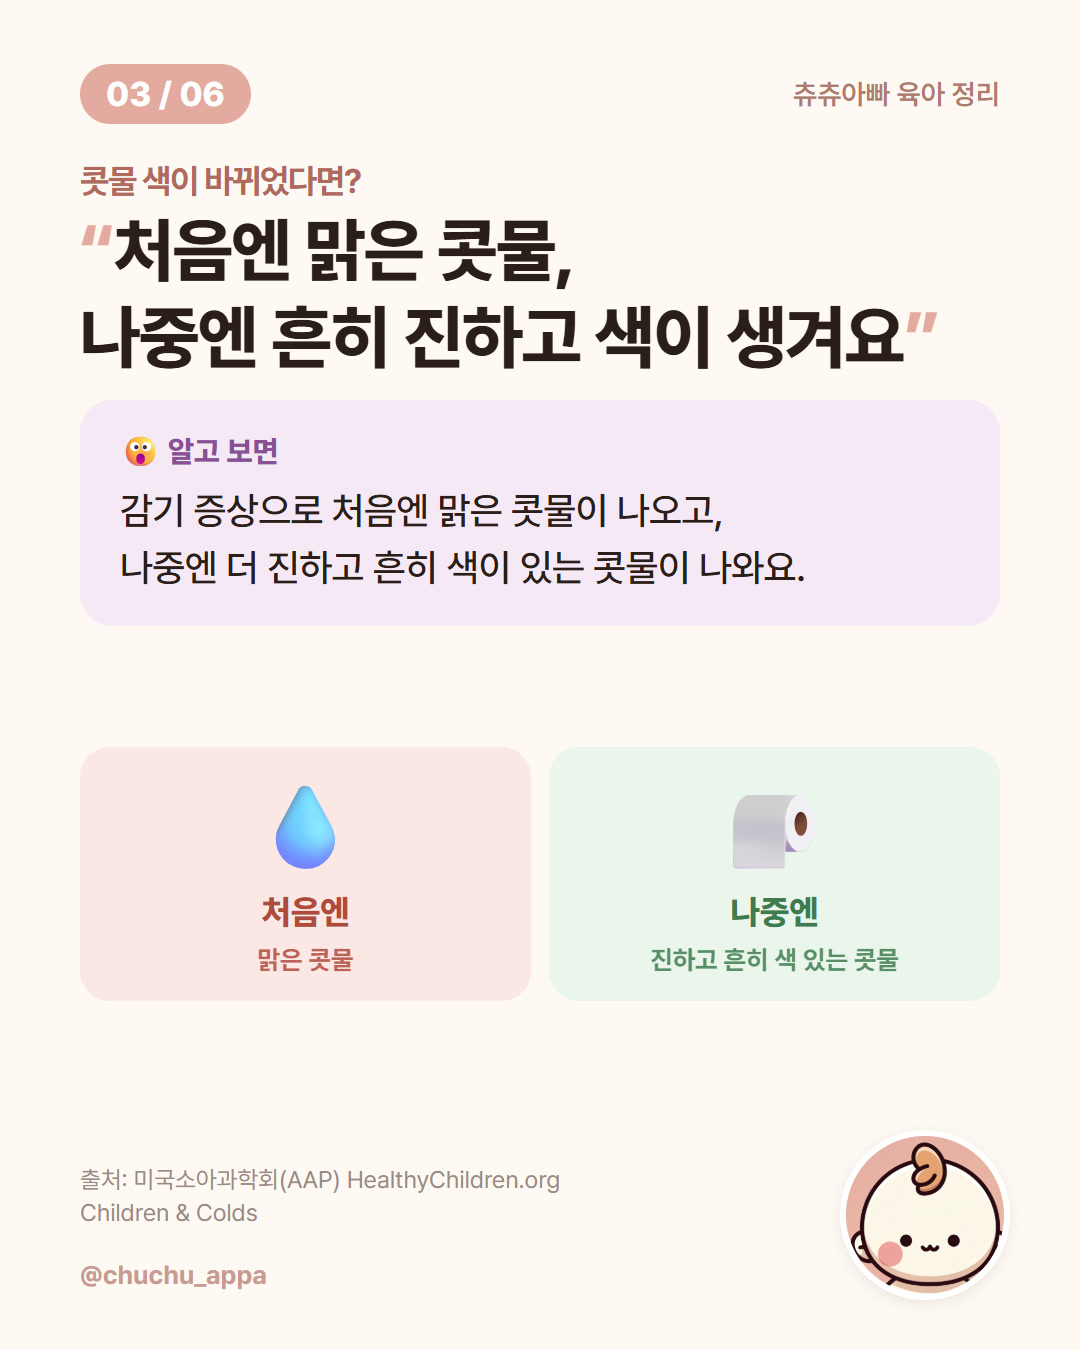 03 / 06
츄츄아빠 육아 정리
콧물 색이 바뀌었다면?
“처음엔 맑은 콧물,
나중엔 흔히 진하고 색이 생겨요”
알고 보면
감기 증상으로 처음엔 맑은 콧물이 나오고,
나중엔 더 진하고 흔히 색이 있는 콧물이 나와요.
처음엔
맑은 콧물
나중엔
진하고 흔히 색 있는 콧물
출처: 미국소아과학회(AAP) HealthyChildren.org
Children & Colds
@chuchu_appa